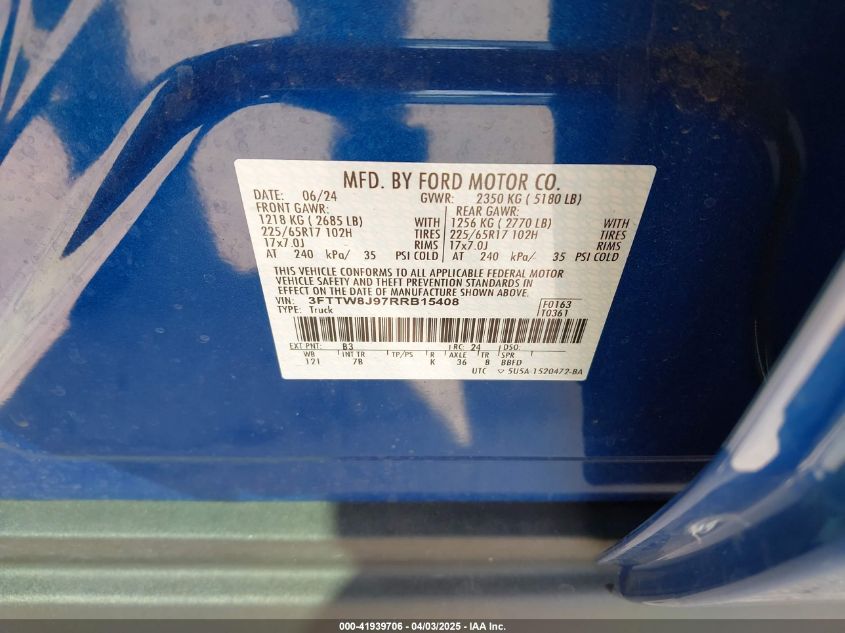 MFD. BY FORD MOTOR CO.
DATE: 06/24 GVWR: 2350 KG ( 5180 LB)
FRONT GAWR: REAR GAWR:
1218 KG ( 2685 LB) WITH 1256 KG ( 2770 LB) WITH
225/65R17 102H TIRES 225/65R17 102H TIRES
17x7.0J RIMS 17x7.0J RIMS
AT 240 kPa/ 35 PSI COLD AT 240 kPa/ 35 PSI COLD
THIS VEHICLE CONFORMS TO ALL APPLICABLE FEDERAL MOTOR
VEHICLE SAFETY AND THEFT PREVENTION STANDARDS IN
EFFECT ON THE DATE OF MANUFACTURE SHOWN ABOVE.
VIN: 3FTTW8J97RRB15408 F0163
TYPE: Truck T0361
EXT PNT: B3 RC: 24 DSO:
WB INT TR TP/PS R AXLE TR SPR
121 7B K 36 8 BBFD
UTC 5U5A-1520472-BA
000-41939706 - 04/03/2025 - IAA Inc.